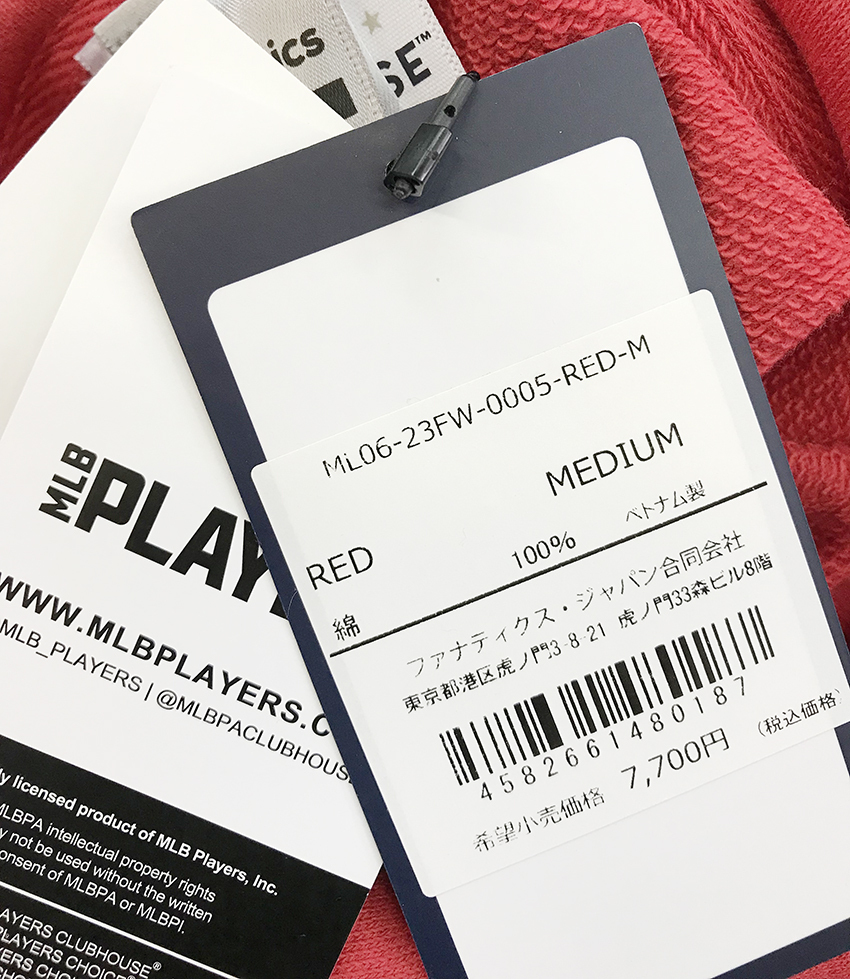 ics
SE™
MLB
PLAY
WWW.MLBPLAYERS.C
MLB_PLAYERS | @MLBPACLUBHOUS
ly licensed product of MLB Players, Inc.
MLBPA intellectual property rights
y not be used without the written
onsent of MLBPA or MLBPI.
AYERS CLUBHOUSE®
PLAYERS CHOICE®
ML06-23FW-0005-RED-M
MEDIUM
RED
綿 100% ベトナム製
ファナティクス・ジャパン合同会社
東京都港区虎ノ門3-8-21 虎ノ門33森ビル8階
4582661480187
希望小売価格 7,700円 (税込価格)